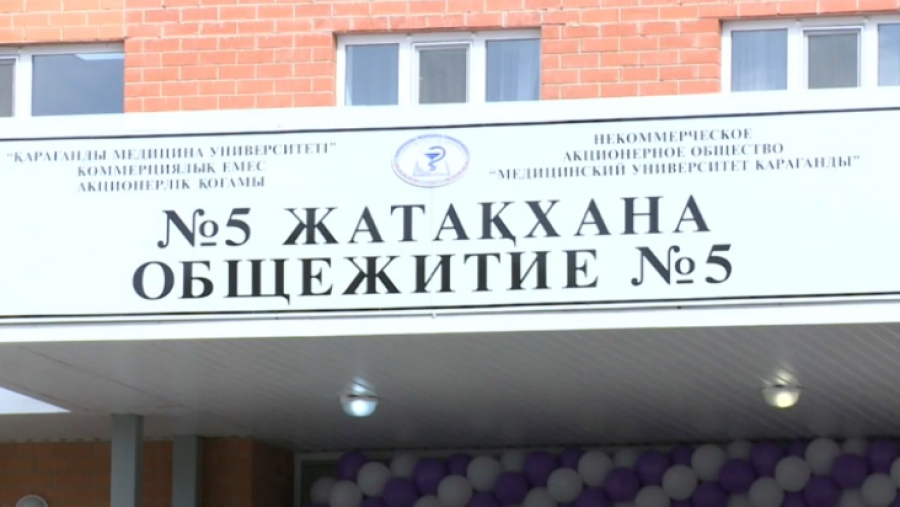 "ҚАРАҒАНДЫ МЕДИЦИНА УНИВЕРСИТЕТІ"
КОММЕРЦИЯЛЫҚ ЕМЕС
АКЦИОНЕРЛІК ҚОҒАМЫ
НЕКОММЕРЧЕСКОЕ
АКЦИОНЕРНОЕ ОБЩЕСТВО
"МЕДИЦИНСКИЙ УНИВЕРСИТЕТ КАРАГАНДЫ"
№5 ЖАТАҚХАНА
ОБЩЕЖИТИЕ №5